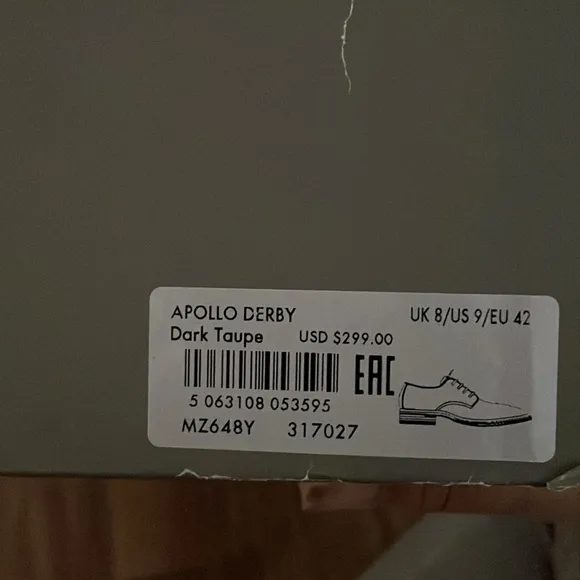 APOLLO DERBY UK 8/US 9/EU 42
Dark Taupe USD $299.00
EAC
5 063108 053595
MZ648Y 317027